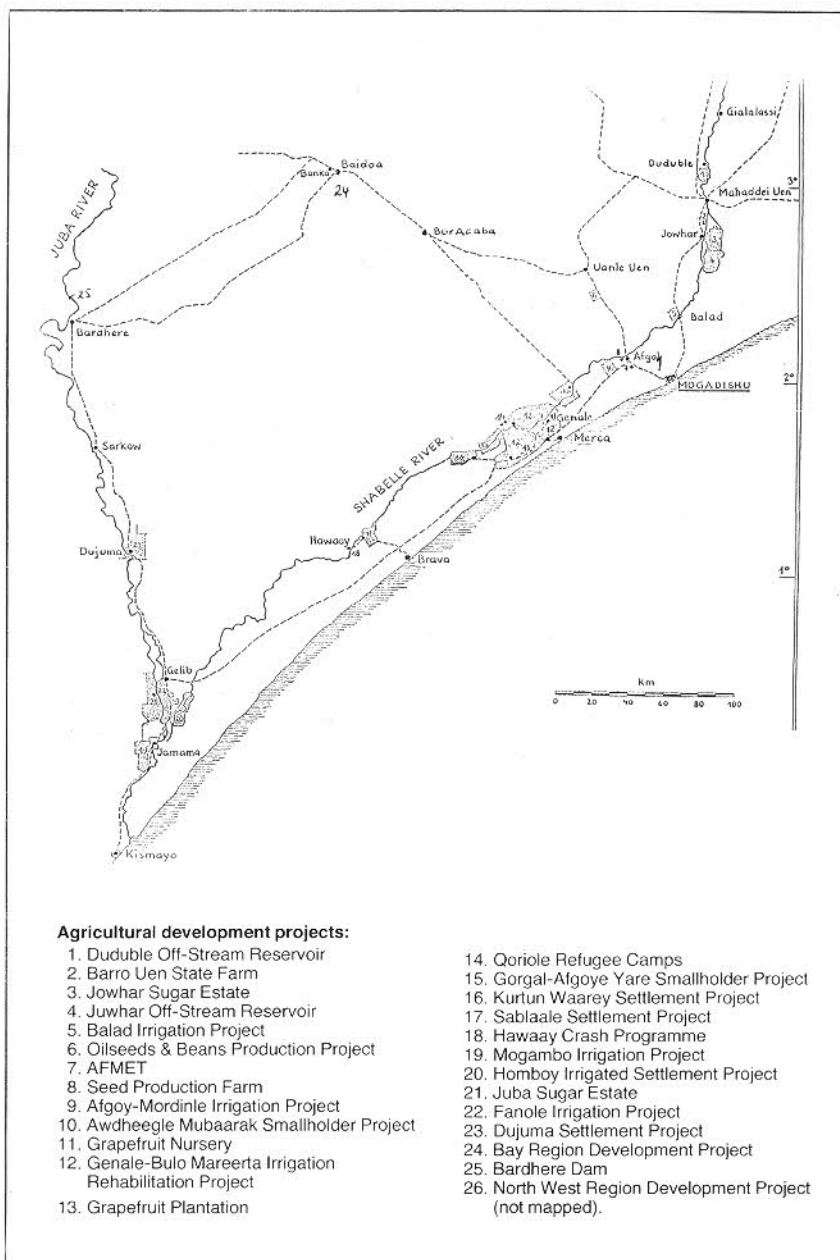 Gialalassi
Duduble
Baidoa
Bonka
24
3°
Mahaddei Uen
JUBA RIVER
BurAcaba
Jowhar
Uanle Uen
25
Bardhere
Balad
Afgoy
2°
MOGADISHU
Genale
Merca
Sarkow
SHABELLE RIVER
Hawaay
18
Dujuma
Brava
1°
Gelib
km
0 20 40 60 80 100
Jamama
Kismayo
Agricultural development projects:
1. Duduble Off-Stream Reservoir
2. Barro Uen State Farm
3. Jowhar Sugar Estate
4. Juwhar Off-Stream Reservoir
5. Balad Irrigation Project
6. Oilseeds & Beans Production Project
7. AFMET
8. Seed Production Farm
9. Afgoy-Mordinle Irrigation Project
10. Awdheegle Mubaarak Smallholder Project
11. Grapefruit Nursery
12. Genale-Bulo Mareerta Irrigation
Rehabilitation Project
13. Grapefruit Plantation
14. Qoriole Refugee Camps
15. Gorgal-Afgoye Yare Smallholder Project
16. Kurtun Waarey Settlement Project
17. Sablaale Settlement Project
18. Hawaay Crash Programme
19. Mogambo Irrigation Project
20. Homboy Irrigated Settlement Project
21. Juba Sugar Estate
22. Fanole Irrigation Project
23. Dujuma Settlement Project
24. Bay Region Development Project
25. Bardhere Dam
26. North West Region Development Project
(not mapped).